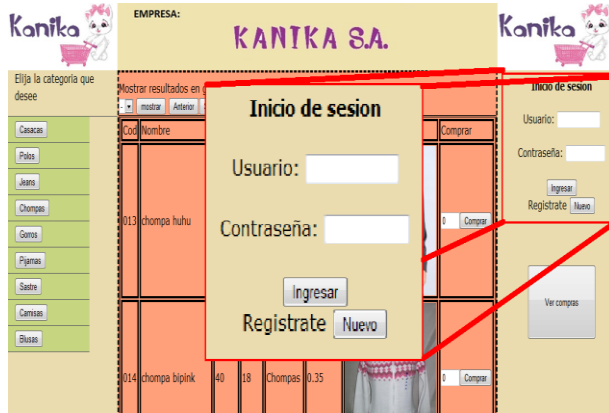 Kanika
EMPRESA:
KANIKA S.A.
Kanika
Elija la categoria que
desee
Casacas
Polos
Jeans
Chompas
Gorros
Pijamas
Sastre
Camisas
Blusas
Mostrar resultados en
mostrar Anterior
Cod Nombre Comprar
013 chompa huhu 0 Comprar
014 chompa bipink 40 18 Chompas 0.35 0 Comprar
Inicio de sesion
Usuario:
Contraseña:
Ingresar
Registrate Nuevo
Inicio de sesion
Usuario:
Contraseña:
Ingresar
Registrate Nuevo
Ver compras